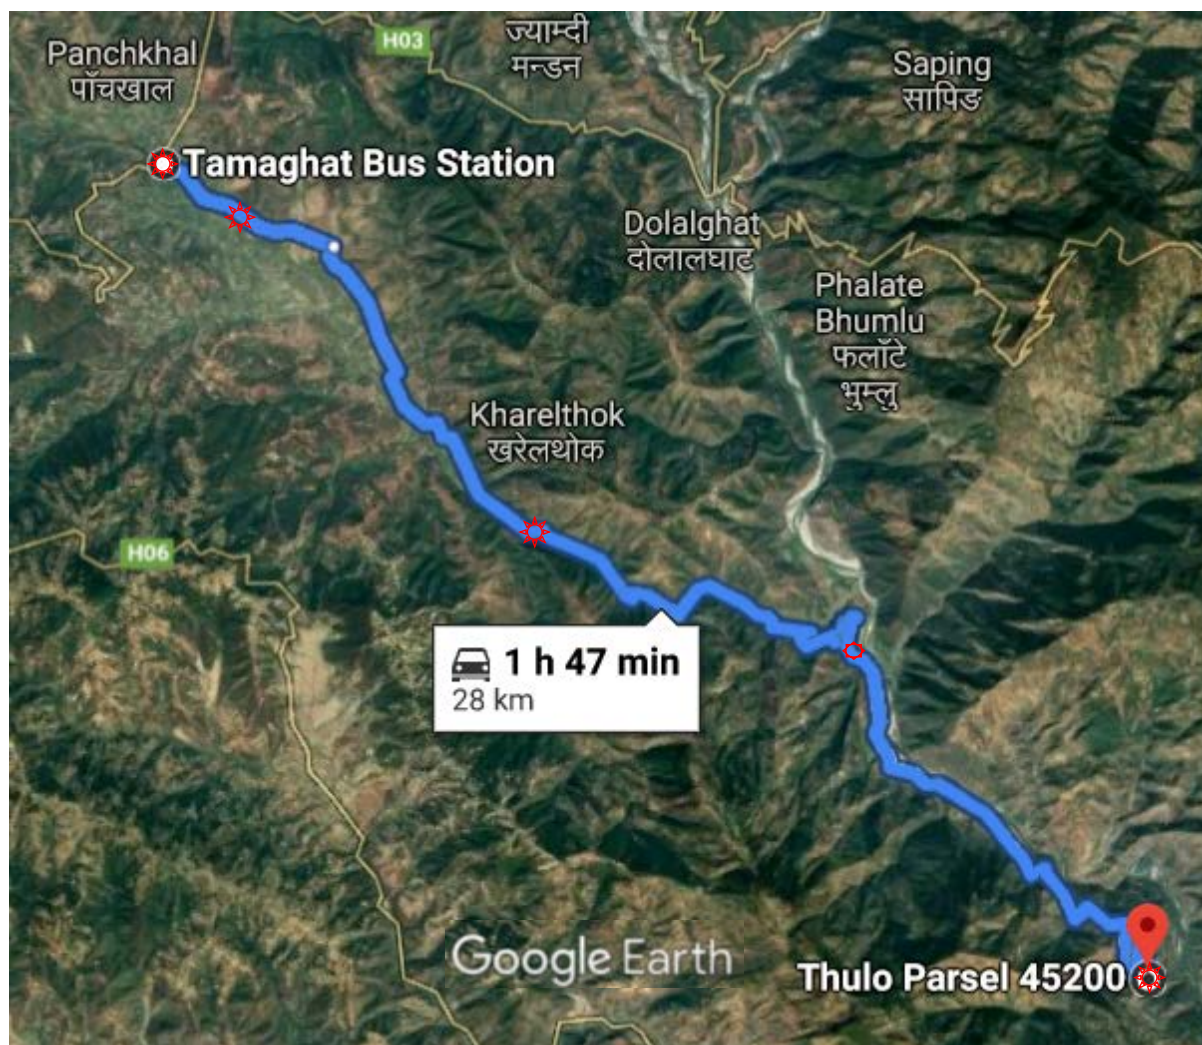 H03
ज्याम्दी
मन्डन
Panchkhal
पाँचखाल
Saping
सापिङ
Tamaghat Bus Station
Dolalghat
दोलालघाट
Phalate
Bhumlu
फलाँटे
भुम्लु
Kharelthok
खरेलथोक
H06
1 h 47 min
28 km
Google Earth
Thulo Parsel 45200